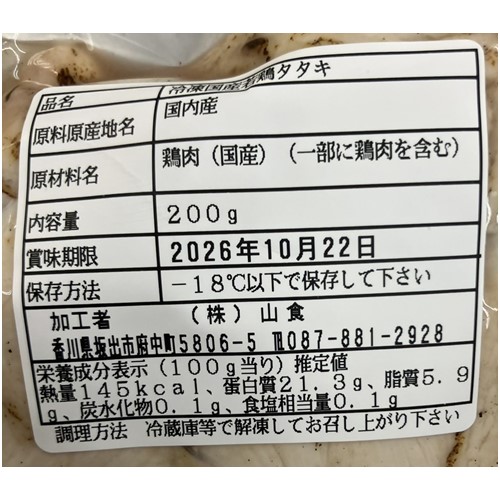 品名 冷凍国産若鶏タタキ
原料原産地名 国内産
原材料名 鶏肉(国産)(一部に鶏肉を含む)
内容量 200g
賞味期限 2026年10月22日
保存方法 -18℃以下で保存して下さい
加工者 (株)山食
香川県坂出市府中町5806-5 ℡087-881-2928
栄養成分表示(100g当り)推定値
熱量145kcal、蛋白質21.3g、脂質5.9
g、炭水化物0.1g、食塩相当量0.1g
調理方法 冷蔵庫等で解凍してお召し上がり下さい